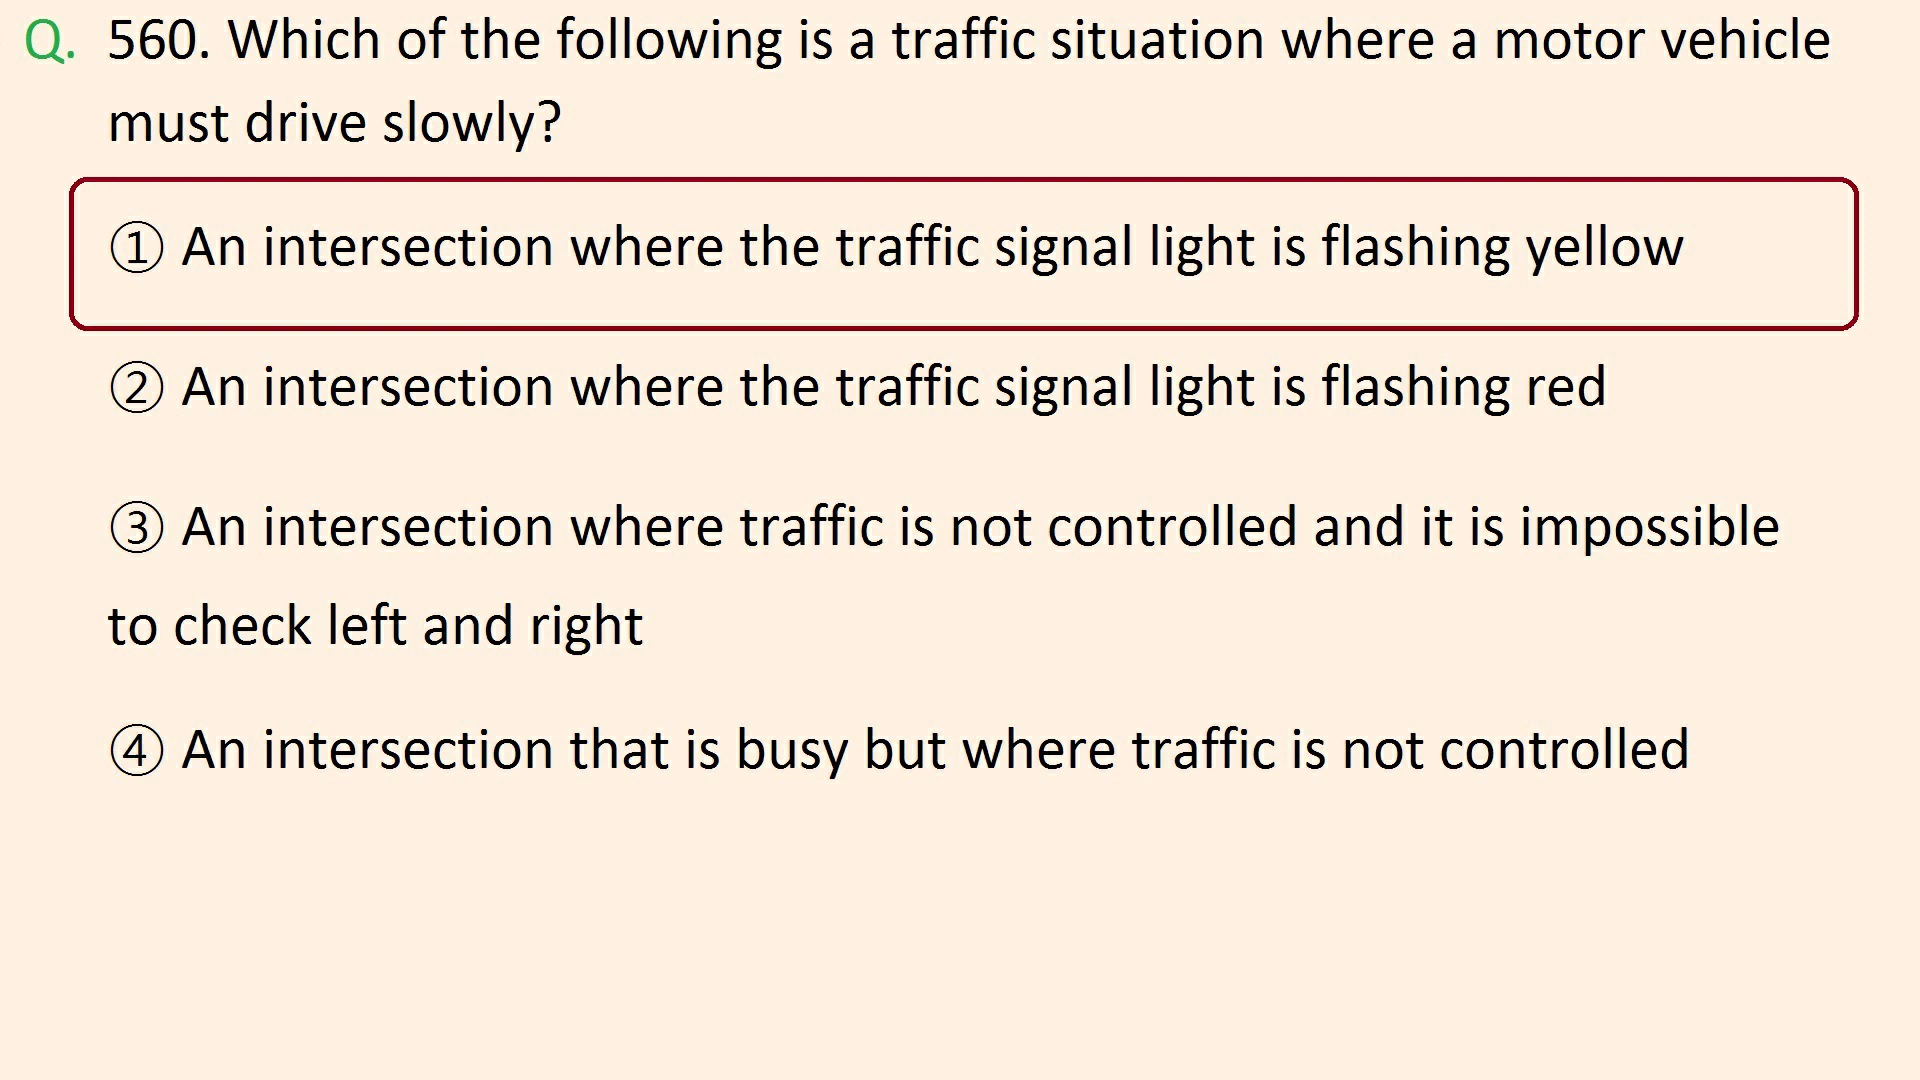 Q. 560. Which of the following is a traffic situation where a motor vehicle
must drive slowly?
① An intersection where the traffic signal light is flashing yellow
② An intersection where the traffic signal light is flashing red
③ An intersection where traffic is not controlled and it is impossible
to check left and right
④ An intersection that is busy but where traffic is not controlled